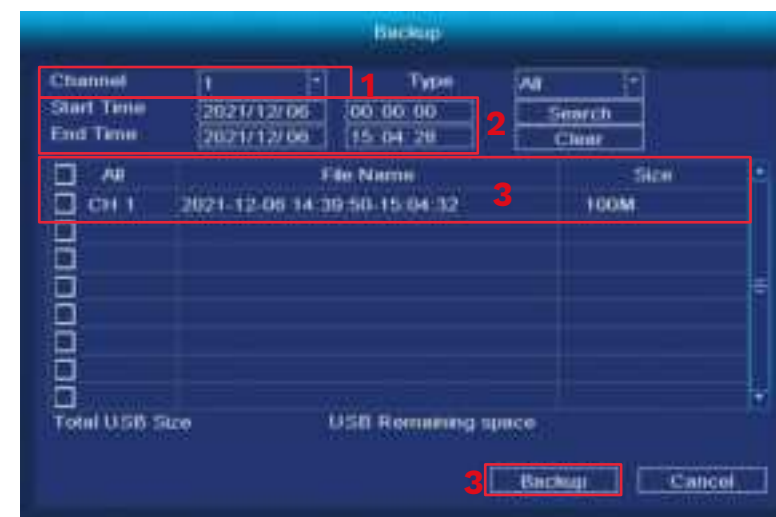 Backup
Channel 1 1 Type All
Start Time 2021/12/06 00:00:00 2 Search
End Time 2021/12/06 15:04:28 Clear
All File Name Size
CH 1 2021-12-06 14:39:50-15:04:32 3 100M
Total USB Size USB Remaining space
3 Backup Cancel